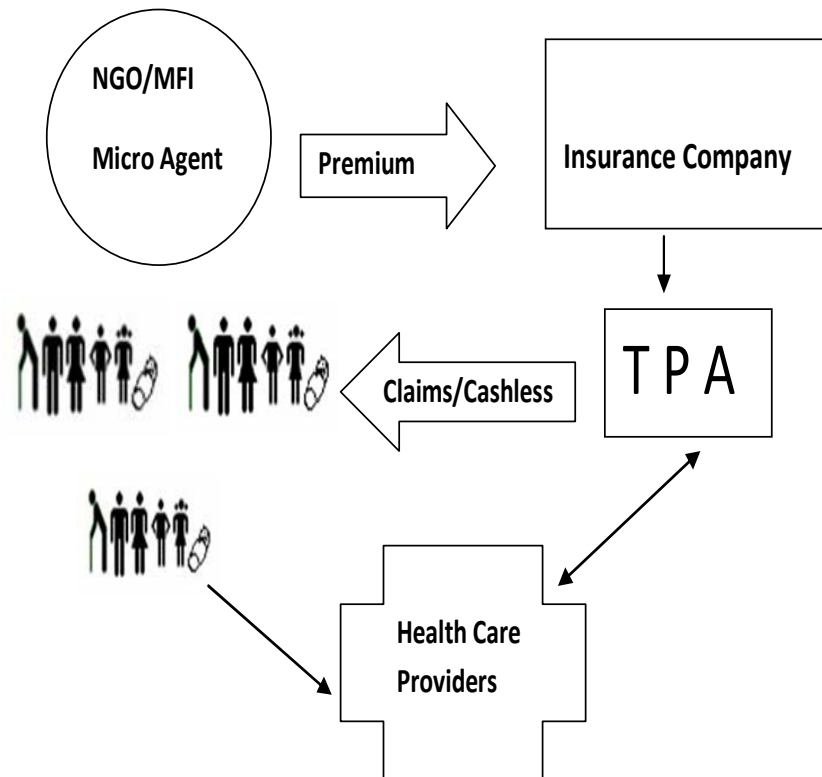 NGO/MFI
Micro Agent
Premium
Insurance Company
Claims/Cashless
T P A
Health Care
Providers